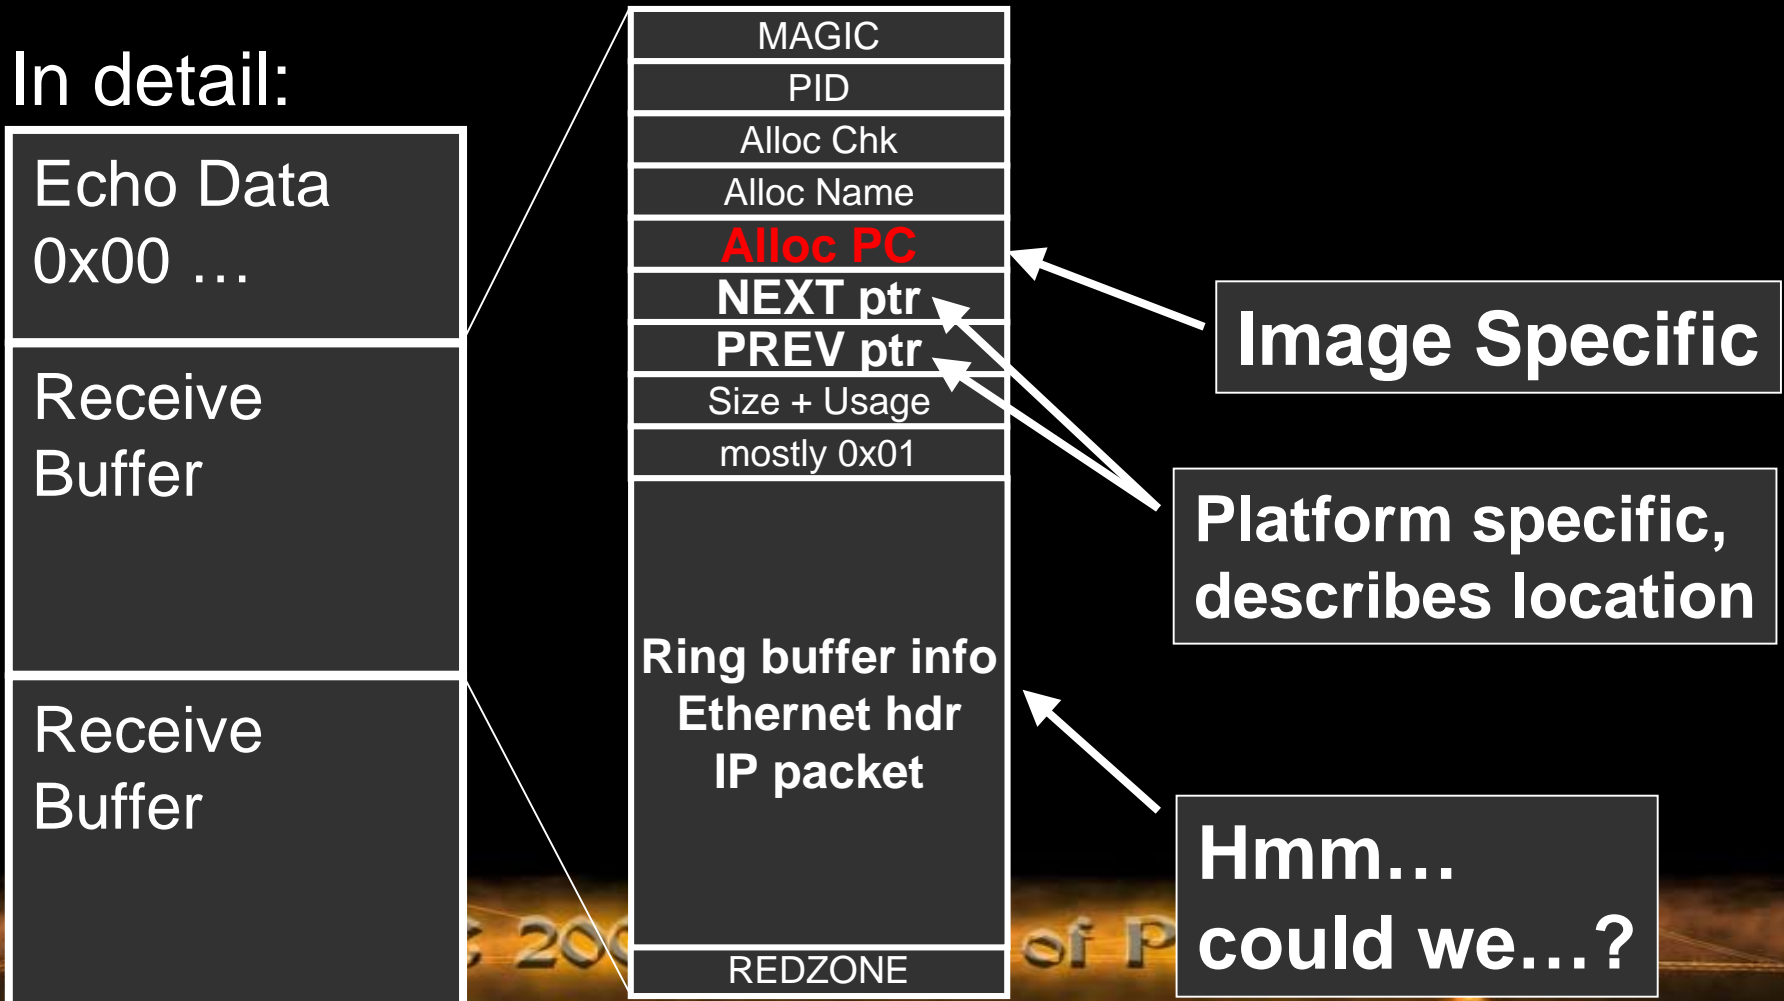 In detail:
Echo Data
0x00 …
Receive
Buffer
Receive
Buffer
MAGIC
PID
Alloc Chk
Alloc Name
Alloc PC
NEXT ptr
PREV ptr
Size + Usage
mostly 0x01
Ring buffer info
Ethernet hdr
IP packet
REDZONE
Image Specific
Platform specific,
describes location
Hmm…
could we…?
of